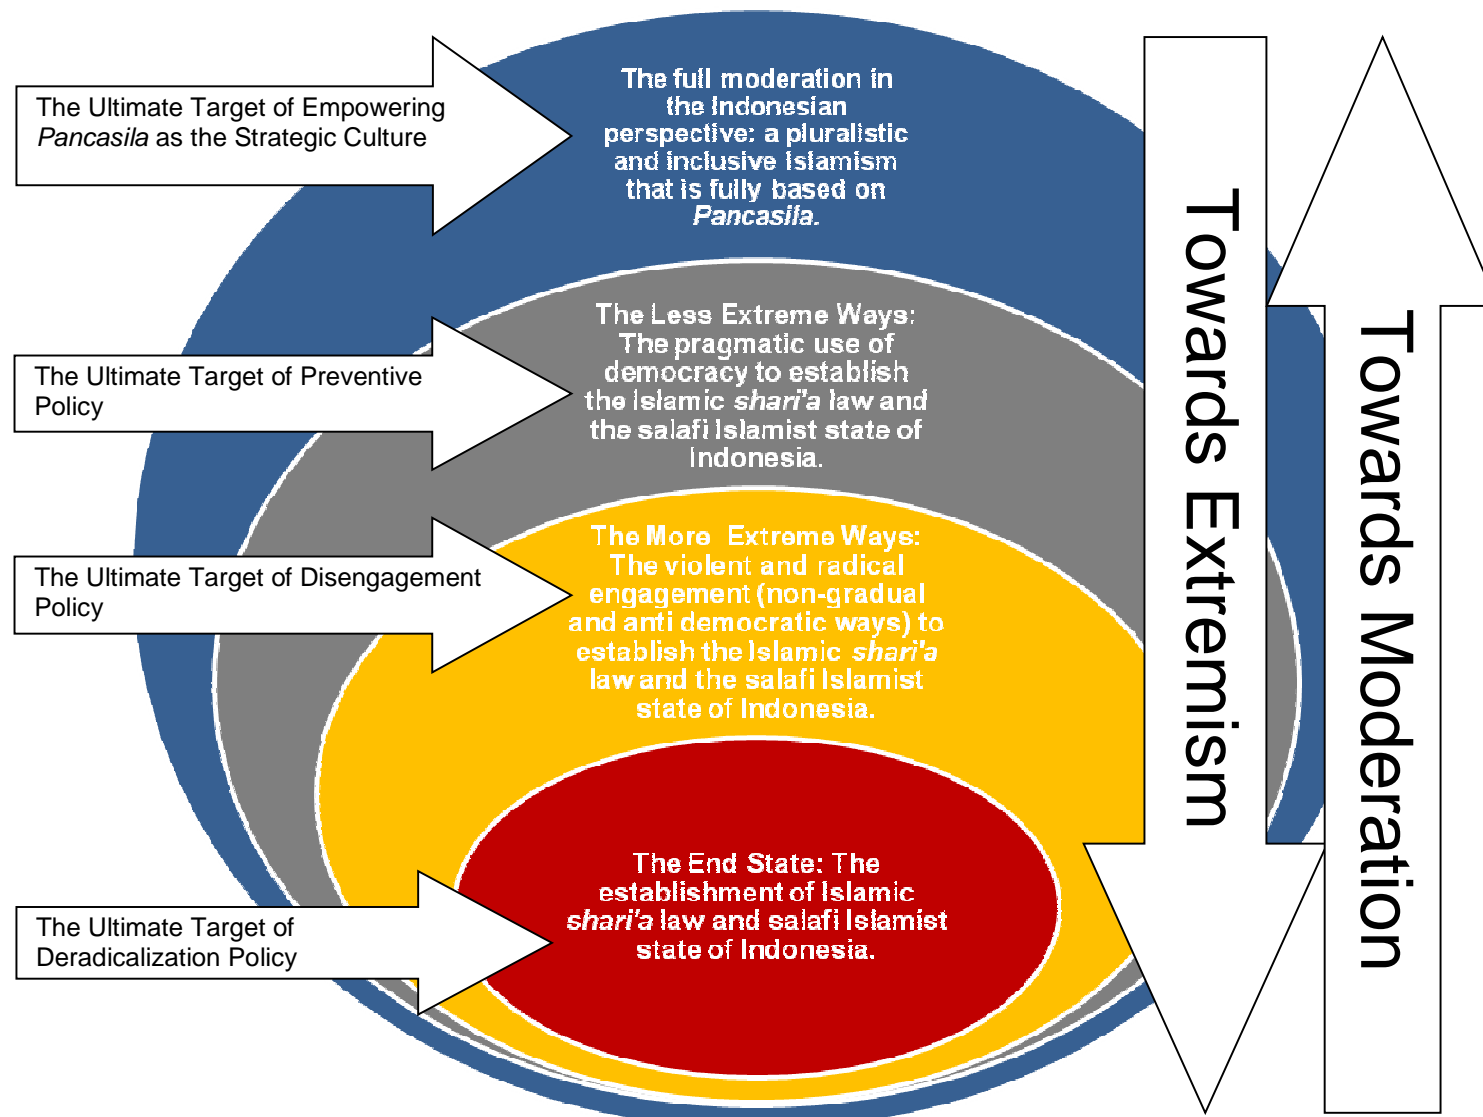 The Ultimate Target of Empowering
Pancasila as the Strategic Culture
The full moderation in
the Indonesian
perspective: a pluralistic
and inclusive Islamism
that is fully based on
Pancasila.
The Ultimate Target of Preventive
Policy
The Less Extreme Ways:
The pragmatic use of
democracy to establish
the Islamic shari'a law and
the salafi Islamist state of
Indonesia.
The Ultimate Target of Disengagement
Policy
The More Extreme Ways:
The violent and radical
engagement (non-gradual
and anti democratic ways) to
establish the Islamic shari'a
law and the salafi Islamist
state of Indonesia.
The Ultimate Target of
Deradicalization Policy
The End State: The
establishment of Islamic
shari'a law and salafi Islamist
state of Indonesia.
Towards Extremism
Towards Moderation